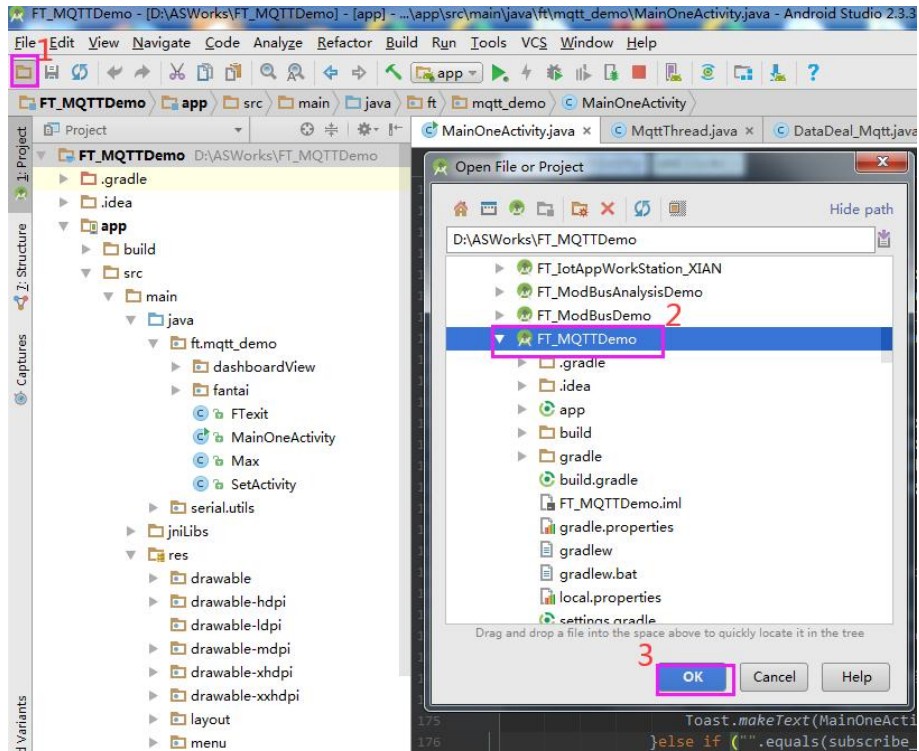 FT_MQTTDemo - [D:\ASWorks\FT_MQTTDemo] - [app] - ...\app\src\main\java\ft\mqtt_demo\MainOneActivity.java - Android Studio 2.3.3
File Edit View Navigate Code Analyze Refactor Build Run Tools VCS Window Help
1
app
FT_MQTTDemo app src main java ft mqtt_demo MainOneActivity
Project
MainOneActivity.java × MqttThread.java × DataDeal_Mqtt.java
1: Project
7: Structure
Captures
FT_MQTTDemo D:\ASWorks\FT_MQTTDemo
.gradle
.idea
app
build
src
main
java
ft.mqtt_demo
dashboardView
fantai
FTexit
MainOneActivity
Max
SetActivity
serial.utils
jniLibs
res
drawable
drawable-hdpi
drawable-ldpi
drawable-mdpi
drawable-xhdpi
drawable-xxhdpi
layout
menu
Open File or Project
Hide path
D:\ASWorks\FT_MQTTDemo
FT_IotAppWorkStation_XIAN
FT_ModBusAnalysisDemo
FT_ModBusDemo
2
FT_MQTTDemo
.gradle
.idea
app
build
gradle
build.gradle
FT_MQTTDemo.iml
gradle.properties
gradlew
gradlew.bat
local.properties
settings.gradle
Drag and drop a file into the space above to quickly locate it in the tree
3
OK Cancel Help
175 Toast.makeText(MainOneActi
176 }else if ("".equals(subscribe_
Variants